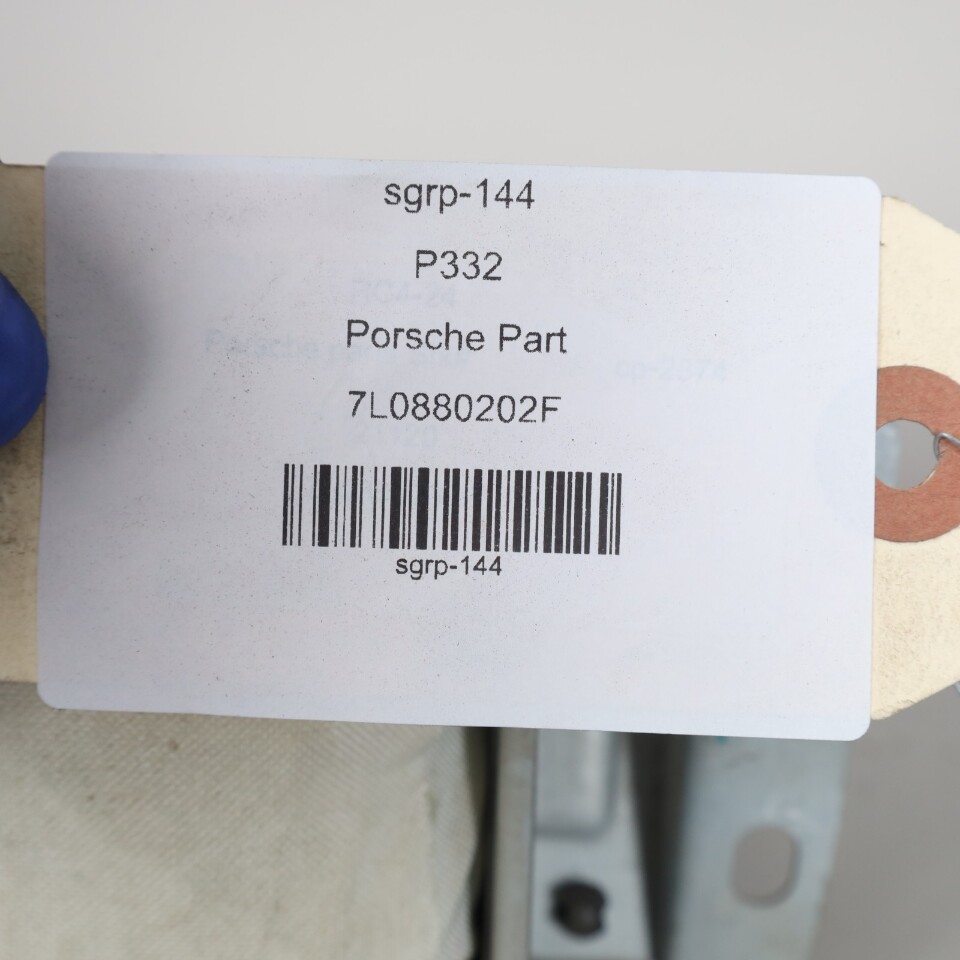 sgrp-144
P332
Porsche Part
7L0880202F
sgrp-144